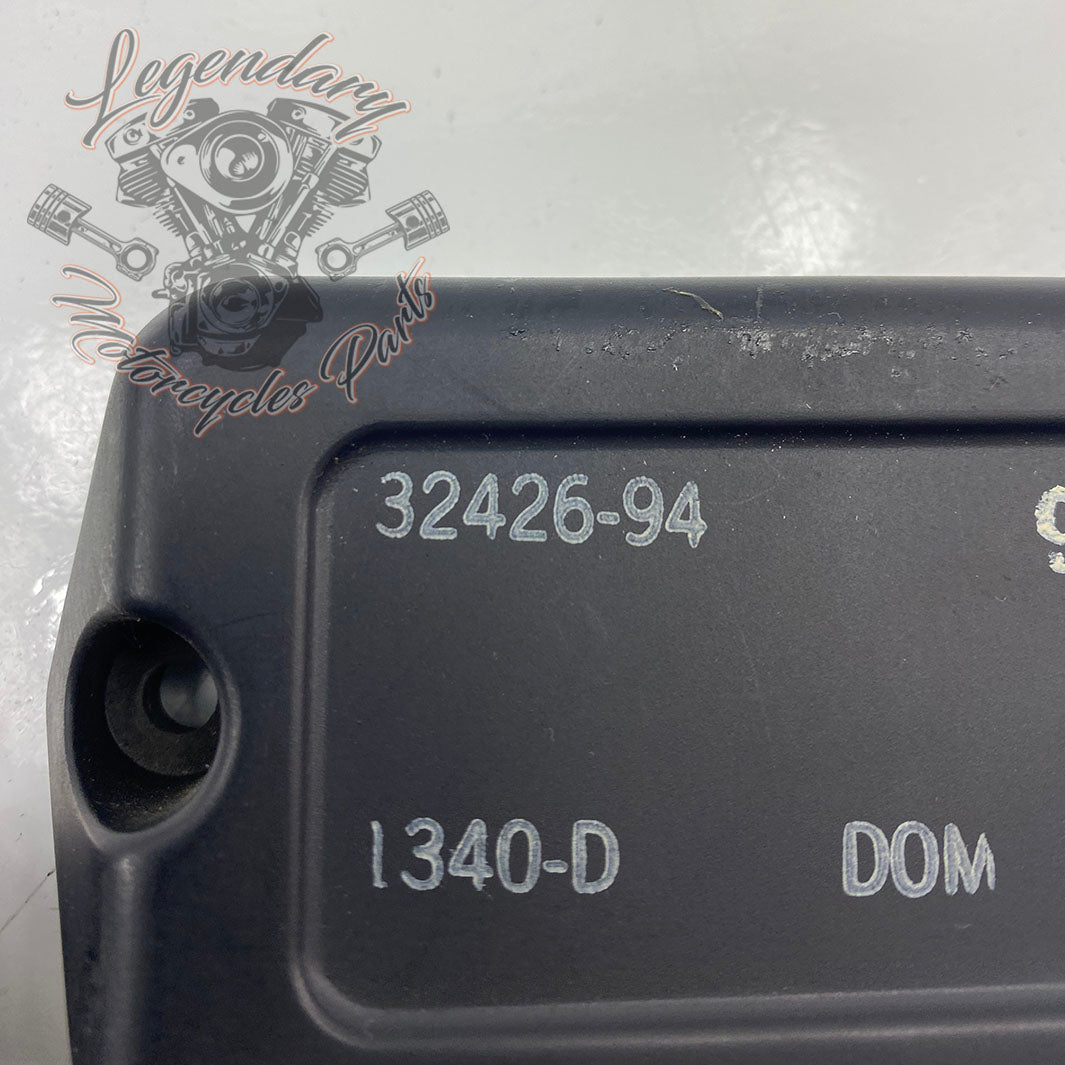 Legendary
Motorcycles Parts
32426-94
1340-D DOM